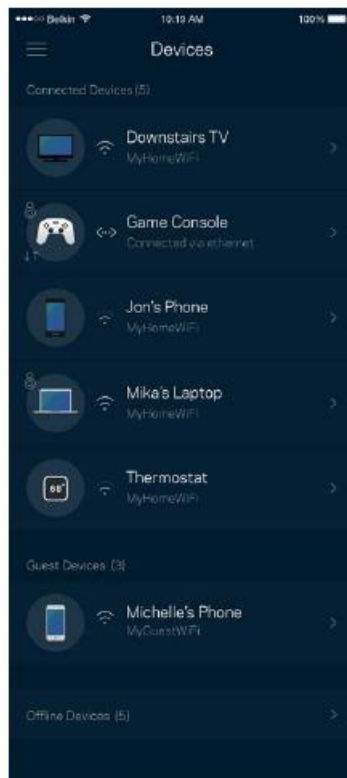 Belkin 10:19 AM 100%
Devices
Connected Devices (5)
Downstairs TV
MyHomeWiFi
Game Console
Connected via ethernet
Jon's Phone
MyHomeWiFi
Mika's Laptop
MyHomeWiFi
68°
Thermostat
MyHomeWiFi
Guest Devices (3)
Michelle's Phone
MyGuestWiFi
Offline Devices (5)